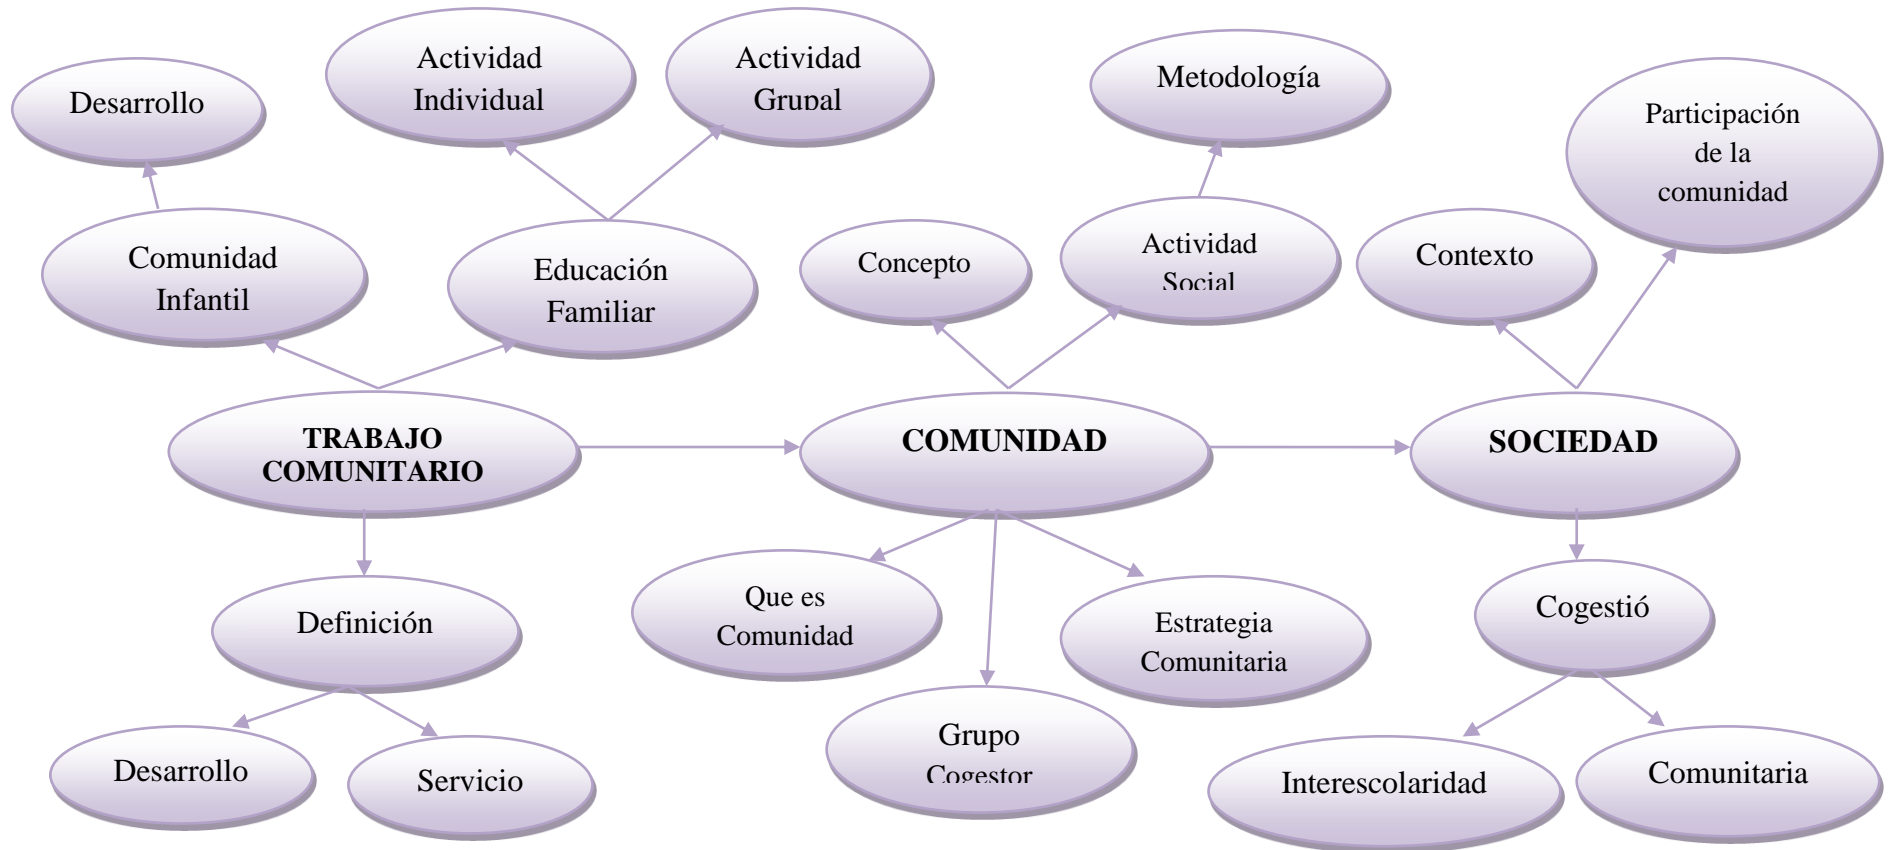 Desarrollo
Actividad
Individual
Actividad
Grupal
Metodología
Participación
de la
comunidad
Comunidad
Infantil
Educación
Familiar
Concepto
Actividad
Social
Contexto
TRABAJO
COMUNITARIO
COMUNIDAD
SOCIEDAD
Definición
Que es
Comunidad
Estrategia
Comunitaria
Cogestió
Desarrollo
Servicio
Grupo
Cogestor
Interescolaridad
Comunitaria